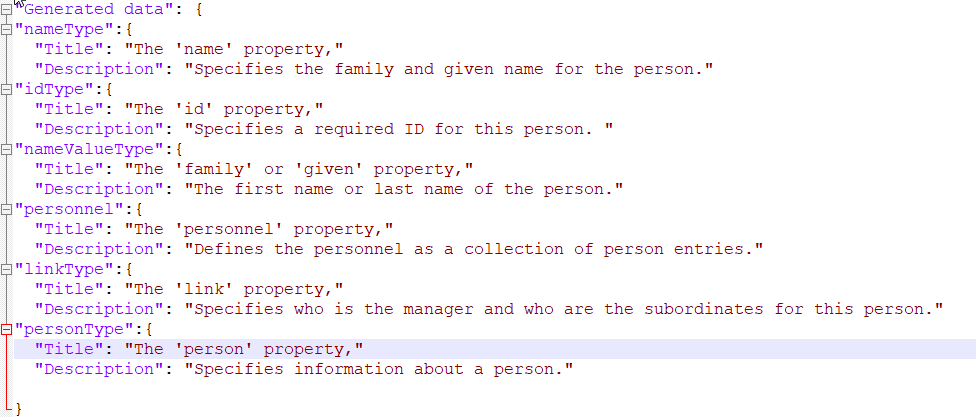 "Generated data": {
"nameType":{
"Title": "The 'name' property,"
"Description": "Specifies the family and given name for the person."
"idType":{
"Title": "The 'id' property,"
"Description": "Specifies a required ID for this person. "
"nameValueType":{
"Title": "The 'family' or 'given' property,"
"Description": "The first name or last name of the person."
"personnel":{
"Title": "The 'personnel' property,"
"Description": "Defines the personnel as a collection of person entries."
"linkType":{
"Title": "The 'link' property,"
"Description": "Specifies who is the manager and who are the subordinates for this person."
"personType":{
"Title": "The 'person' property,"
"Description": "Specifies information about a person."
}